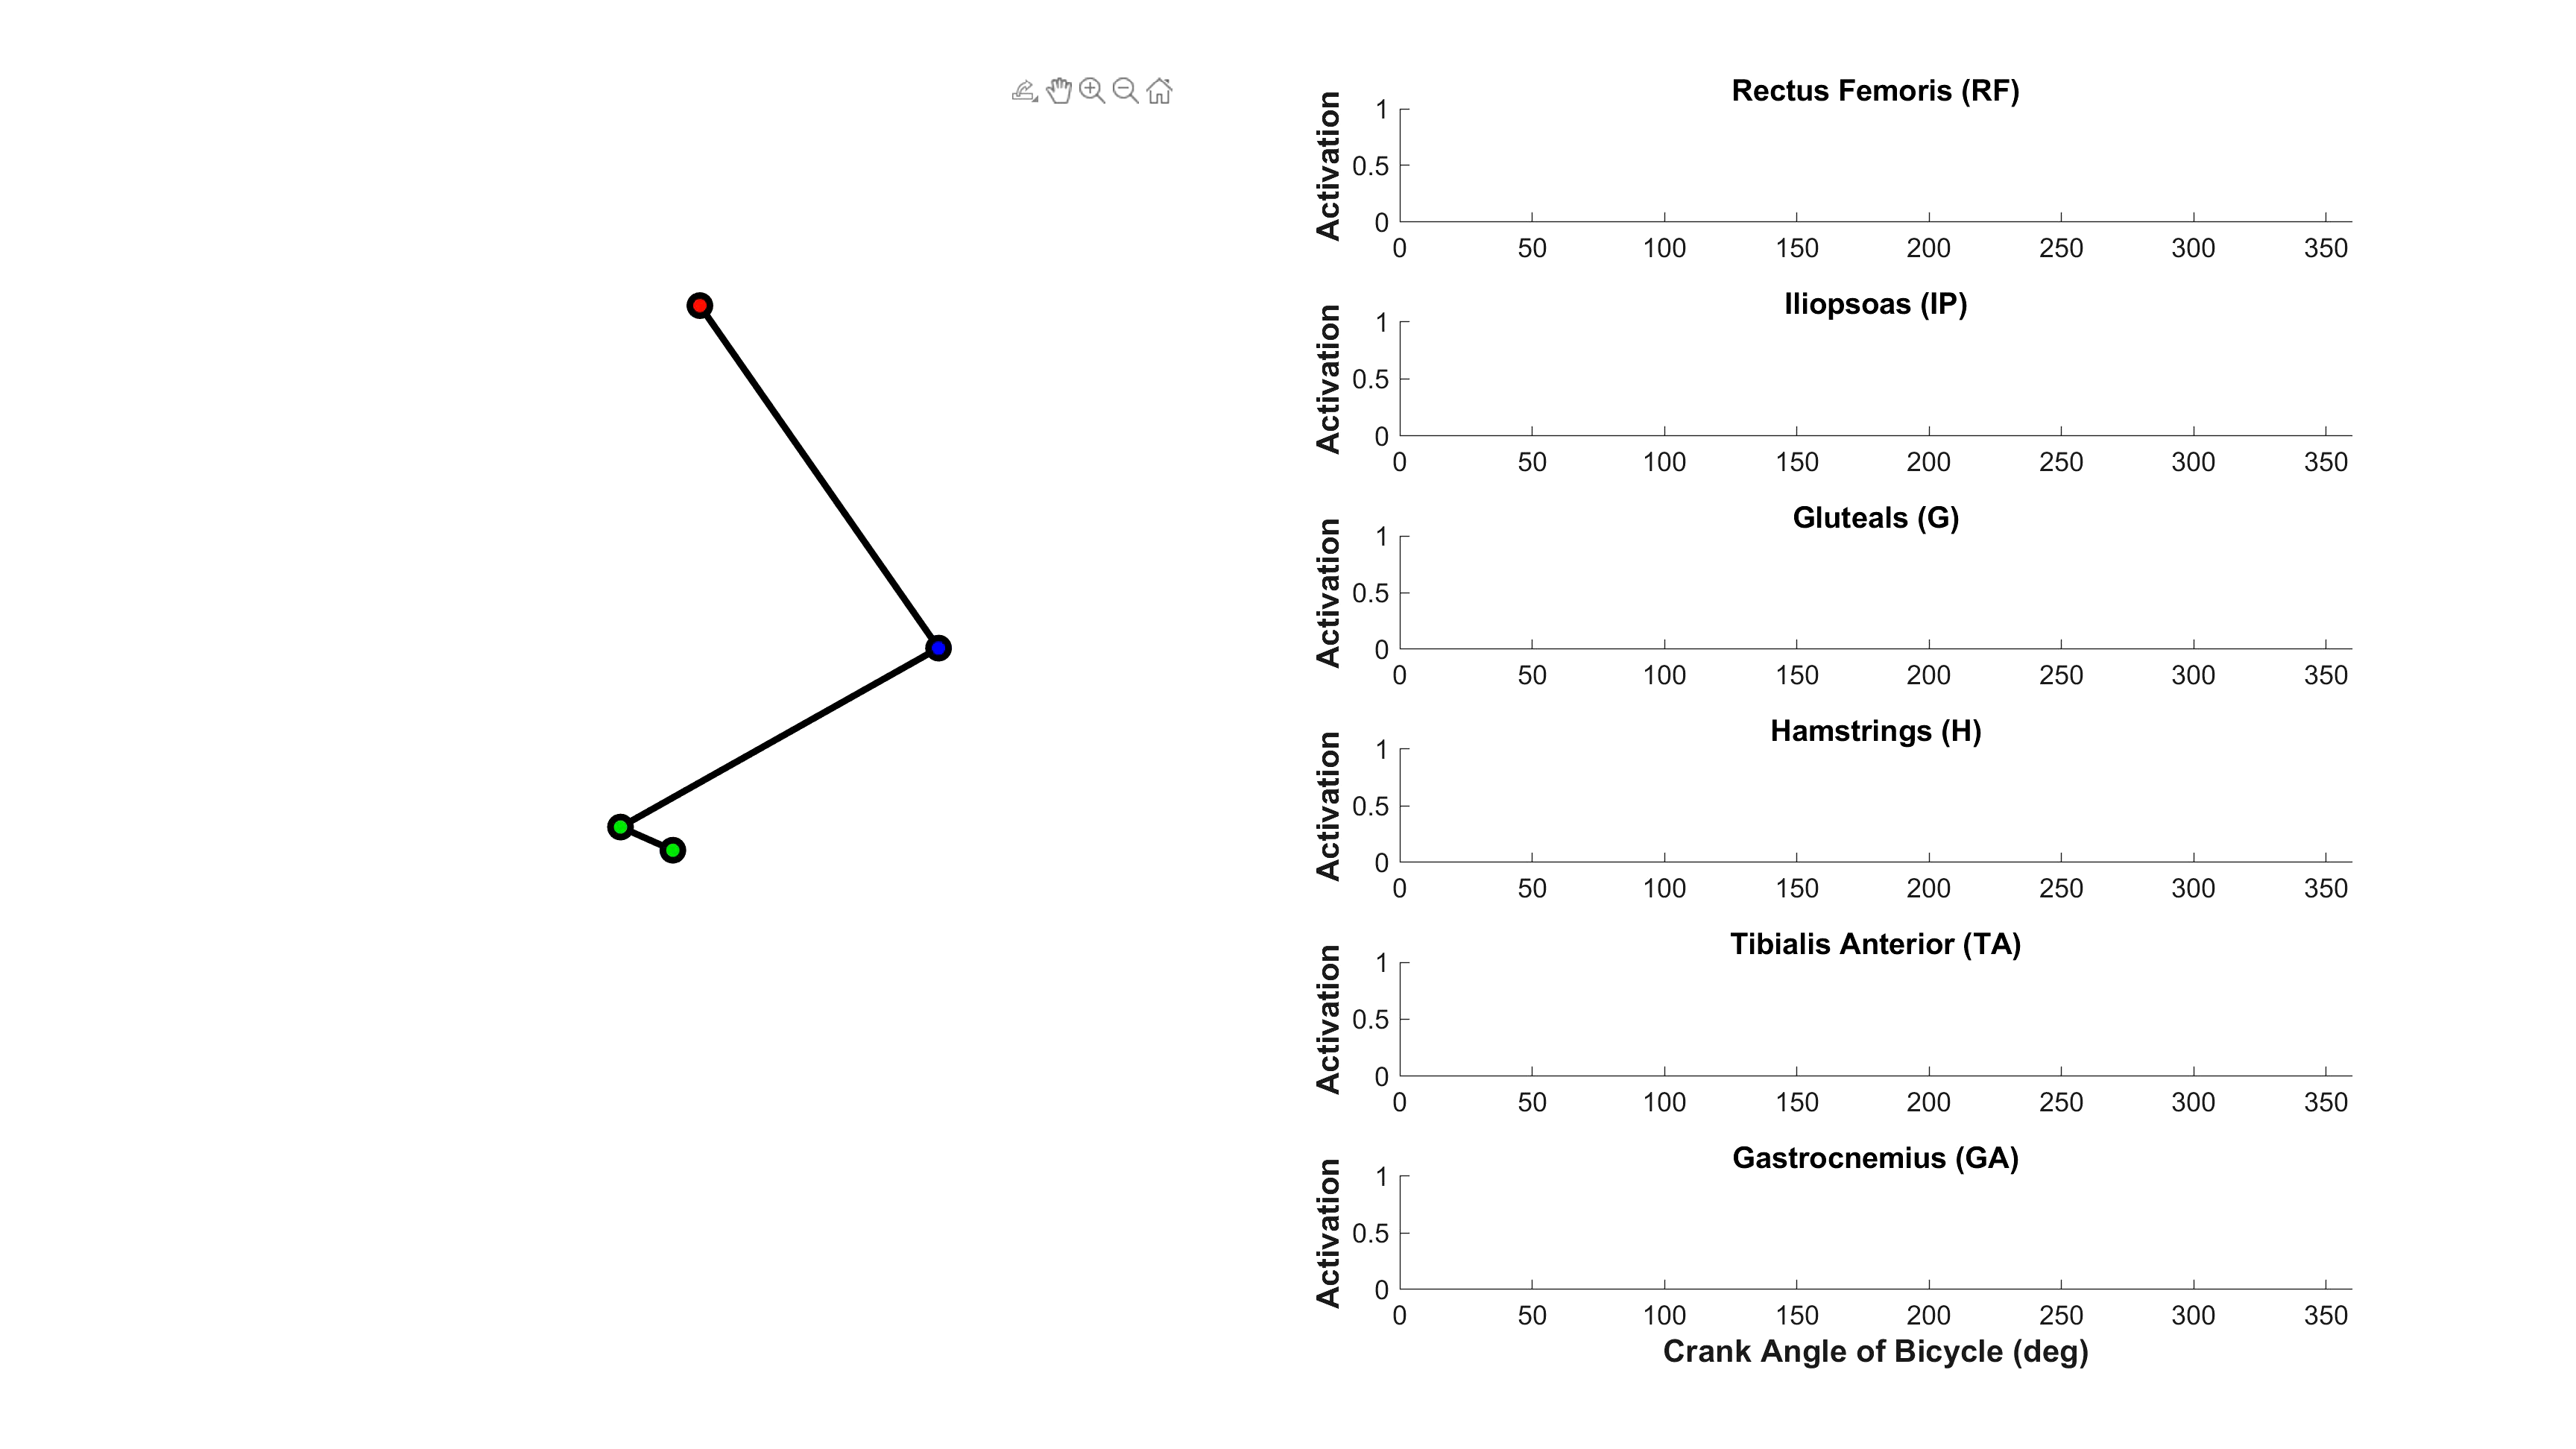 Rectus Femoris (RF)
Activation
1
0.5
0
0 50 100 150 200 250 300 350
Iliopsoas (IP)
Activation
1
0.5
0
0 50 100 150 200 250 300 350
Gluteals (G)
Activation
1
0.5
0
0 50 100 150 200 250 300 350
Hamstrings (H)
Activation
1
0.5
0
0 50 100 150 200 250 300 350
Tibialis Anterior (TA)
Activation
1
0.5
0
0 50 100 150 200 250 300 350
Gastrocnemius (GA)
Activation
1
0.5
0
0 50 100 150 200 250 300 350
Crank Angle of Bicycle (deg)